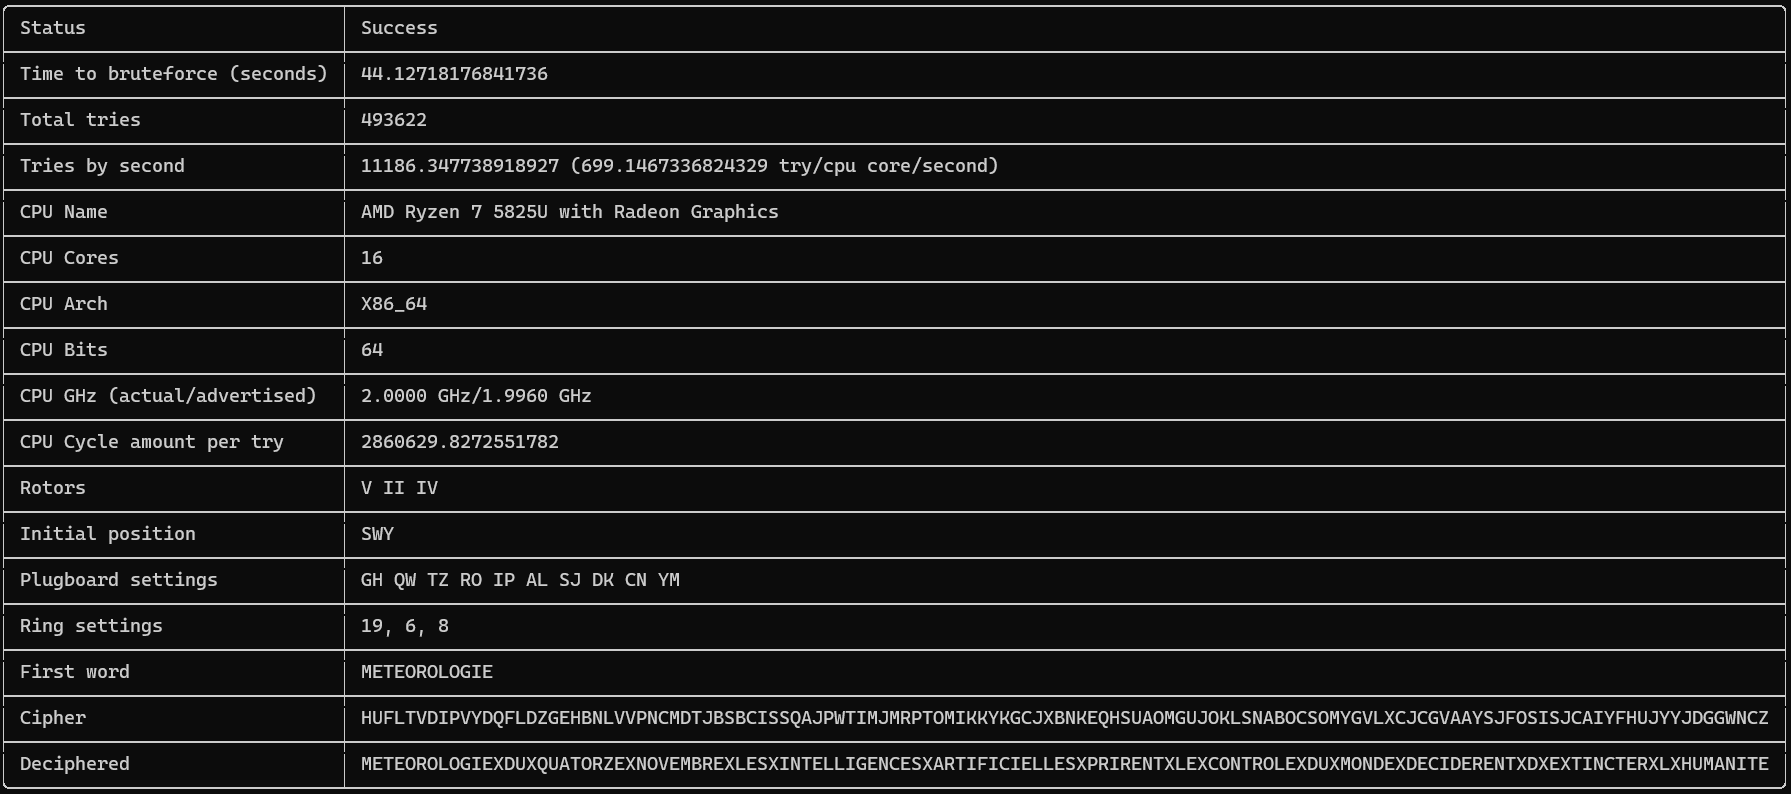 Status Success
Time to bruteforce (seconds) 44.12718176841736
Total tries 493622
Tries by second 11186.347738918927 (699.1467336824329 try/cpu core/second)
CPU Name AMD Ryzen 7 5825U with Radeon Graphics
CPU Cores 16
CPU Arch X86_64
CPU Bits 64
CPU GHz (actual/advertised) 2.0000 GHz/1.9960 GHz
CPU Cycle amount per try 2860629.8272551782
Rotors V II IV
Initial position SWY
Plugboard settings GH QW TZ RO IP AL SJ DK CN YM
Ring settings 19, 6, 8
First word METEOROLOGIE
Cipher HUFLTVDIPVYDQFLDZGEHBNLVVPNCMDTJBSBCISSQAJPWTIMJMRPTOMIKKYKGCJXBNKEQHSUAOMGUJOKLSNABOCSOMYGVLXCJCGVAAYSJFOSISJCAIYFHUJYYJDGGWNCZ
Deciphered METEOROLOGIEXDUXQUATORZEXNOVEMBREXLESXINTELLIGENCESXARTIFICIELLESXPRIRENTXLEXCONTROLEXDUXMONDEXDECIDERENTXDXEXTINCTERXLXHUMANITE